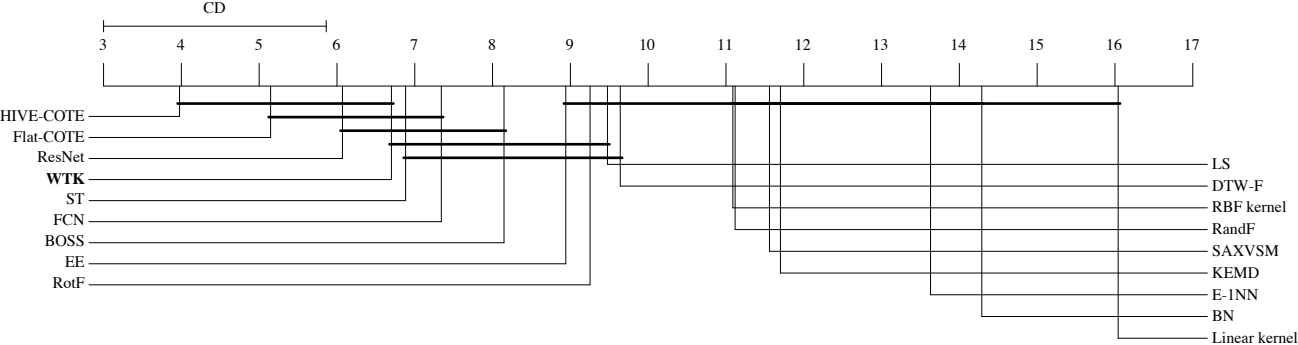 CD
3 4 5 6 7 8 9 10 11 12 13 14 15 16 17
HIVE-COTE
Flat-COTE
ResNet
WTK
ST
FCN
BOSS
EE
RotF
LS
DTW-F
RBF kernel
RandF
SAXVSM
KEMD
E-1NN
BN
Linear kernel